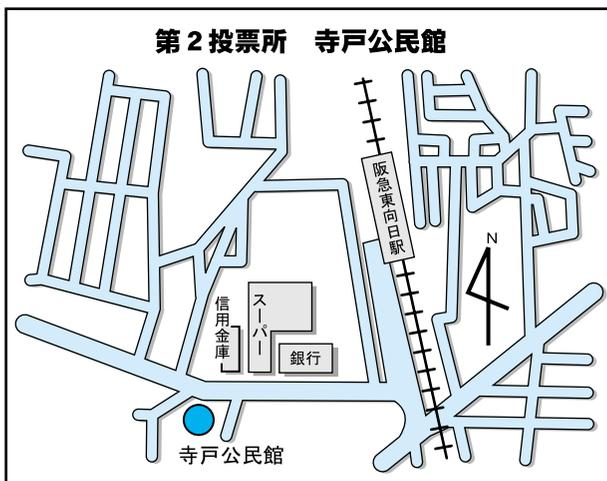 第2投票所　寺戸公民館
阪急東向日駅
N
信用金庫
スーパー
銀行
寺戸公民館